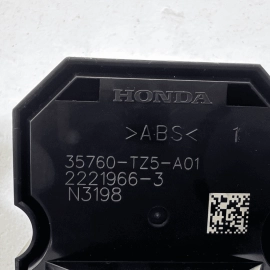 HONDA
>ABS< 1
35760-TZ5-A01
2221966-3
N3198